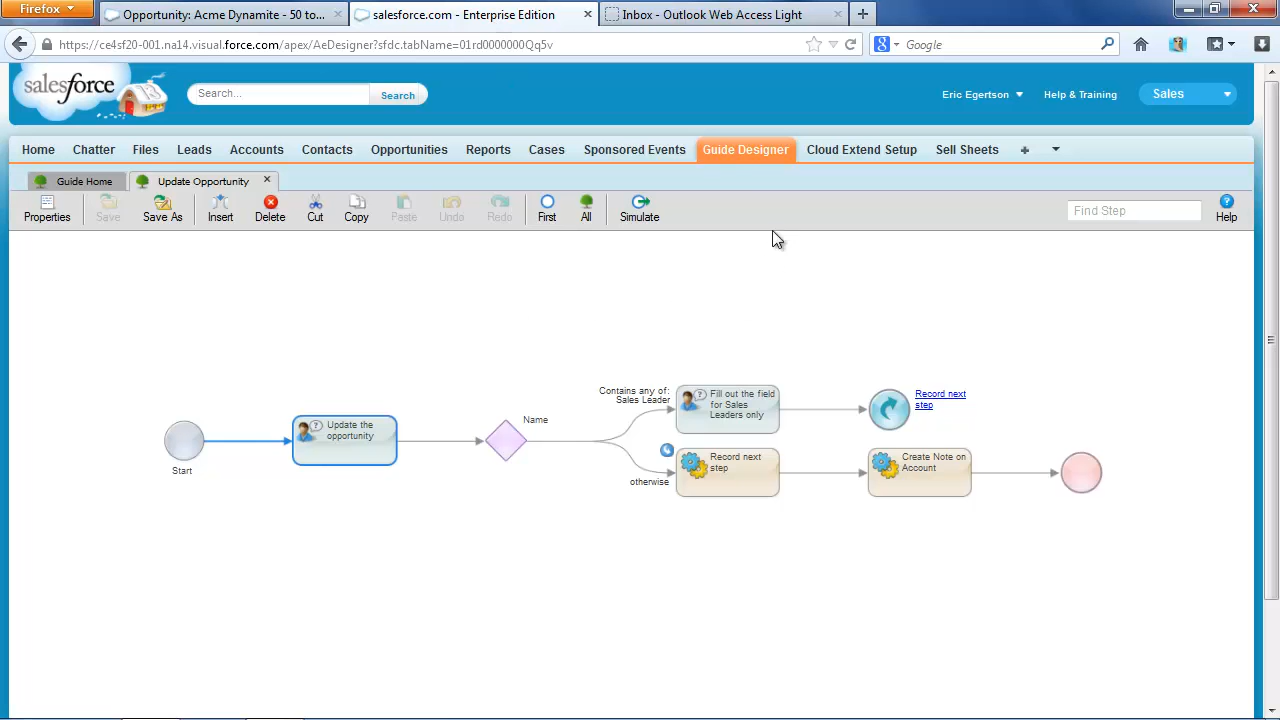 Firefox
Opportunity: Acme Dynamite - 50 to...
salesforce.com - Enterprise Edition
Inbox - Outlook Web Access Light
https://ce4sf20-001.na14.visual.force.com/apex/AeDesigner?sfdc.tabName=01rd0000000Qq5v
Google
salesforce
13
Search...
Search
Eric Egertson
Help & Training
Sales
Home
Chatter
Files
Leads
Accounts
Contacts
Opportunities
Reports
Cases
Sponsored Events
Guide Designer
Cloud Extend Setup
Sell Sheets
Guide Home
Update Opportunity
Properties
Save
Save As
Insert
Delete
Cut
Copy
Paste
Undo
Redo
First
All
Simulate
Find Step
Help
Start
Update the
opportunity
Name
Contains any of:
Sales Leader
otherwise
Fill out the field
for Sales
Leaders only
Record next
step
Record next
step
Create Note on
Account